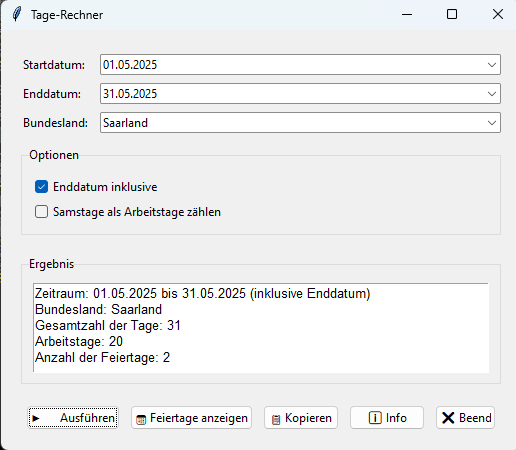 Tage-Rechner
Startdatum: 01.05.2025
Enddatum: 31.05.2025
Bundesland: Saarland
Optionen
Enddatum inklusive
Samstage als Arbeitstage zählen
Ergebnis
Zeitraum: 01.05.2025 bis 31.05.2025 (inklusive Enddatum)
Bundesland: Saarland
Gesamtzahl der Tage: 31
Arbeitstage: 20
Anzahl der Feiertage: 2
Ausführen Feiertage anzeigen Kopieren Info Beend